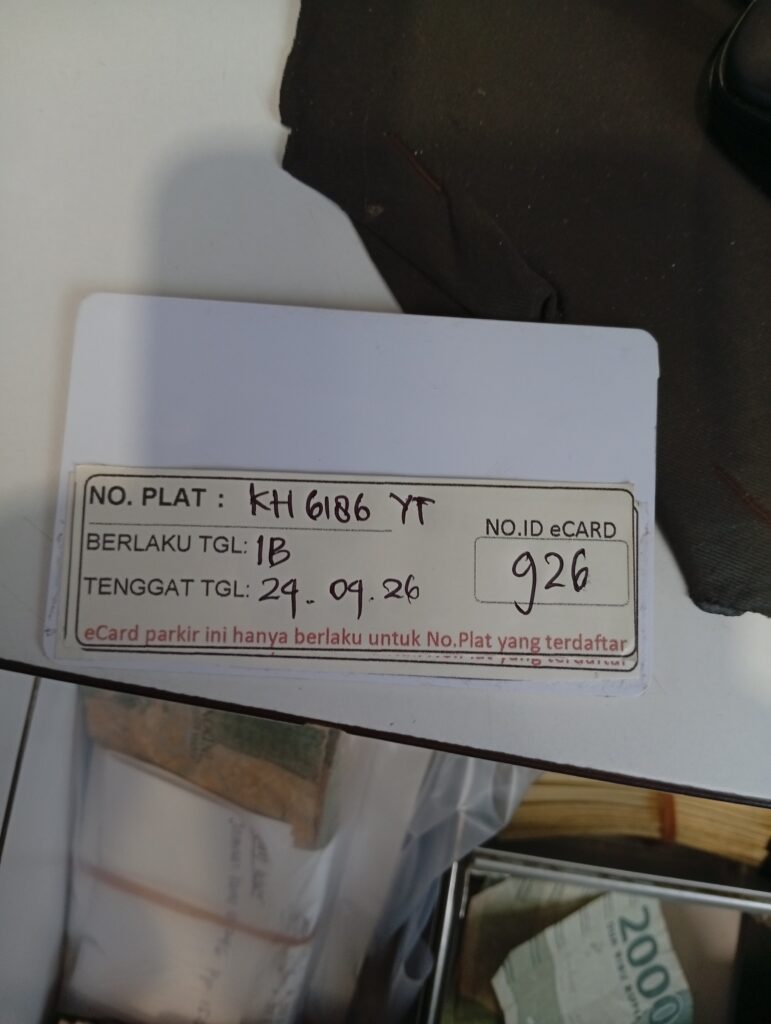 NO. PLAT : KH 6186 YT
BERLAKU TGL: 1B
TENGGAT TGL: 24-09.26
NO.ID eCARD
926
eCard parkir ini hanya berlaku untuk No.Plat yang terdaftar
2000